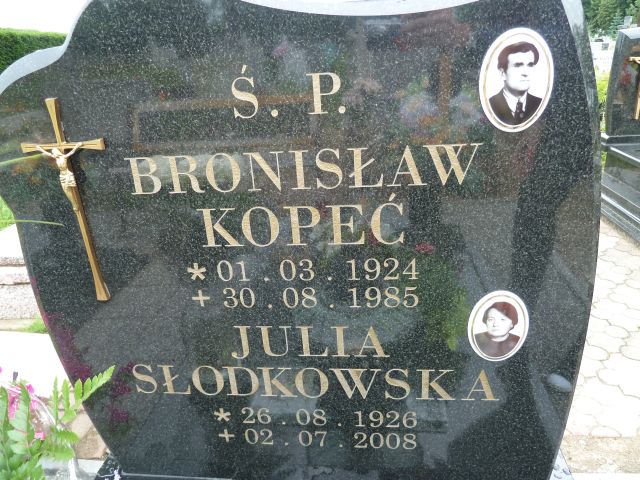 Ś. P.
BRONISŁAW
KOPEĆ
* 01. 03. 1924
+ 30. 08. 1985
JULIA
SŁODKOWSKA
* 26. 08. 1926
+ 02. 07. 2008